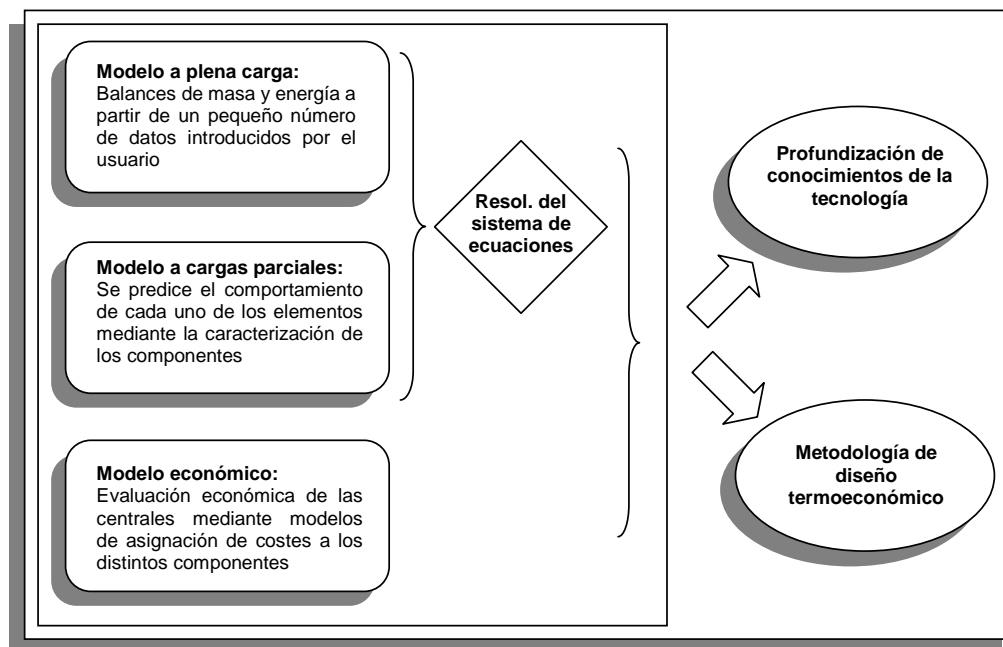 Modelo a plena carga:
Balances de masa y energía a
partir de un pequeño número
de datos introducidos por el
usuario
Modelo a cargas parciales:
Se predice el comportamiento
de cada uno de los elementos
mediante la caracterización de
los componentes
Modelo económico:
Evaluación económica de las
centrales mediante modelos
de asignación de costes a los
distintos componentes
Resol. del
sistema de
ecuaciones
Profundización de
conocimientos de la
tecnología
Metodología de
diseño
termoeconómico